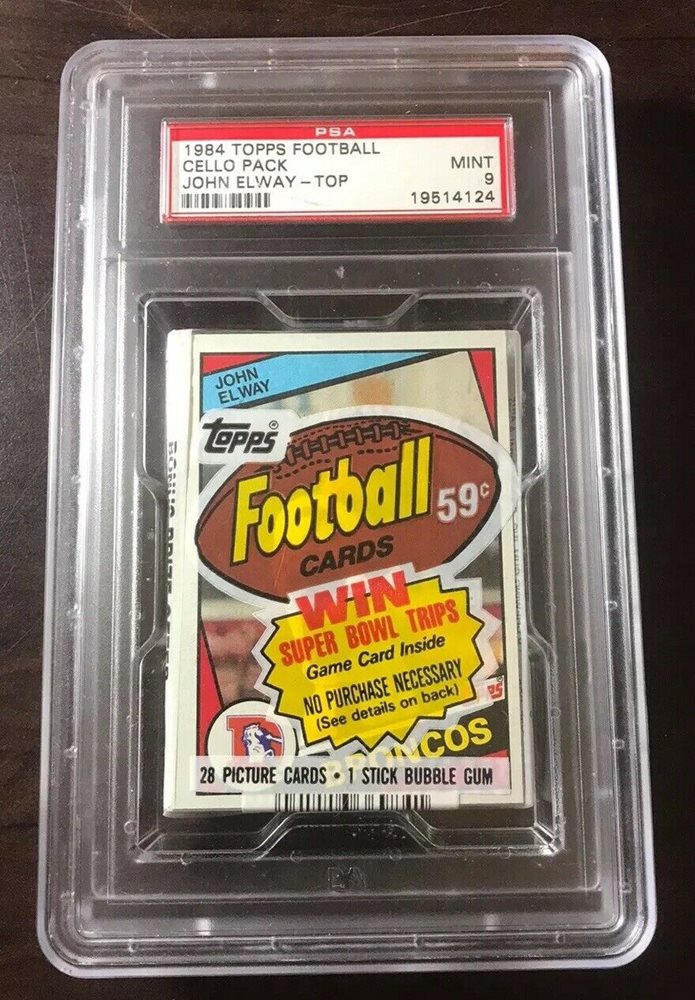 PSA
1984 TOPPS FOOTBALL
CELLO PACK MINT
JOHN ELWAY - TOP 9
19514124
JOHN
ELWAY
TOPPS®
Football
59¢
CARDS
WIN
SUPER BOWL TRIPS
Game Card Inside
NO PURCHASE NECESSARY
(See details on back)
BRONCOS
28 PICTURE CARDS • 1 STICK BUBBLE GUM